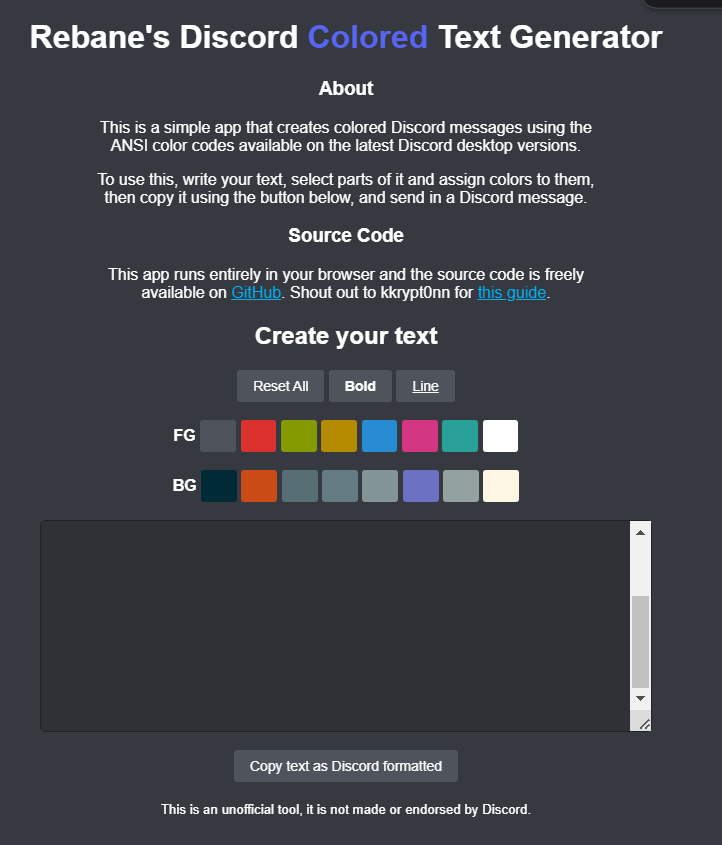 Rebane's Discord Colored Text Generator
About
This is a simple app that creates colored Discord messages using the
ANSI color codes available on the latest Discord desktop versions.
To use this, write your text, select parts of it and assign colors to them,
then copy it using the button below, and send in a Discord message.
Source Code
This app runs entirely in your browser and the source code is freely
available on GitHub. Shout out to kkrypt0nn for this guide.
Create your text
Reset All Bold Line
FG
BG
Copy text as Discord formatted
This is an unofficial tool, it is not made or endorsed by Discord.